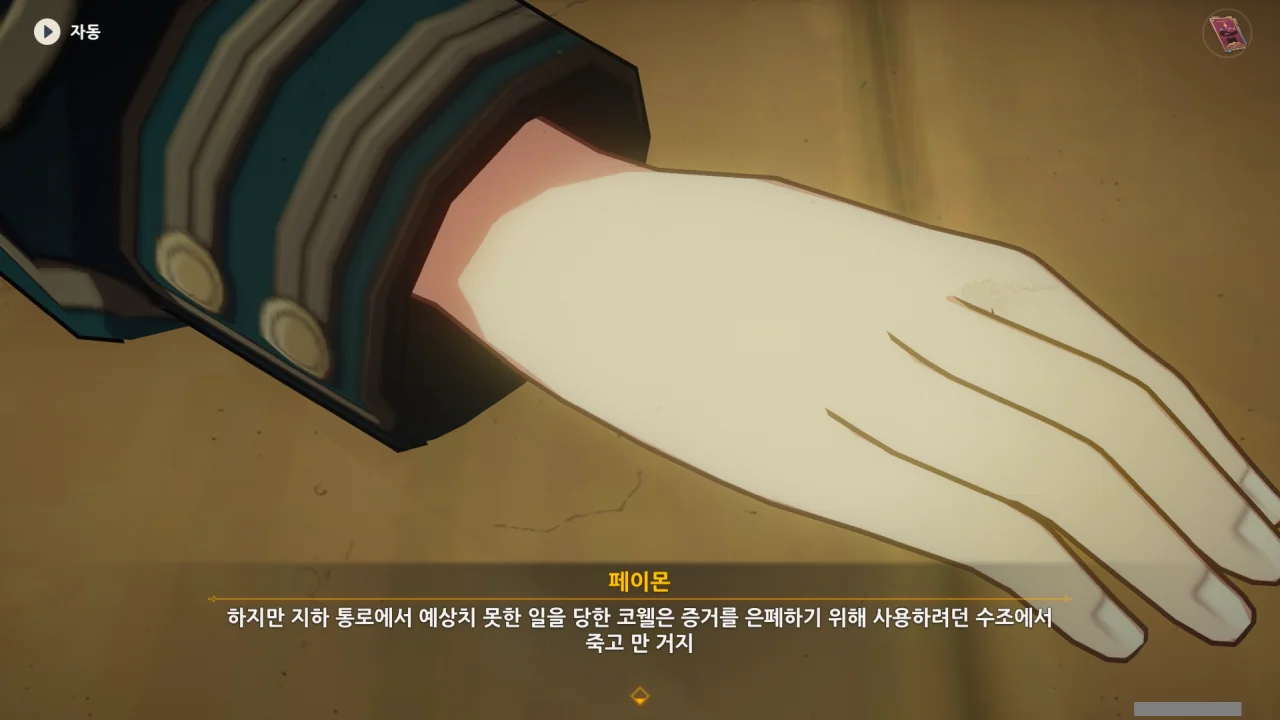 자동
페이몬
하지만 지하 통로에서 예상치 못한 일을 당한 코웰은 증거를 은폐하기 위해 사용하려던 수조에서
죽고 만 거지